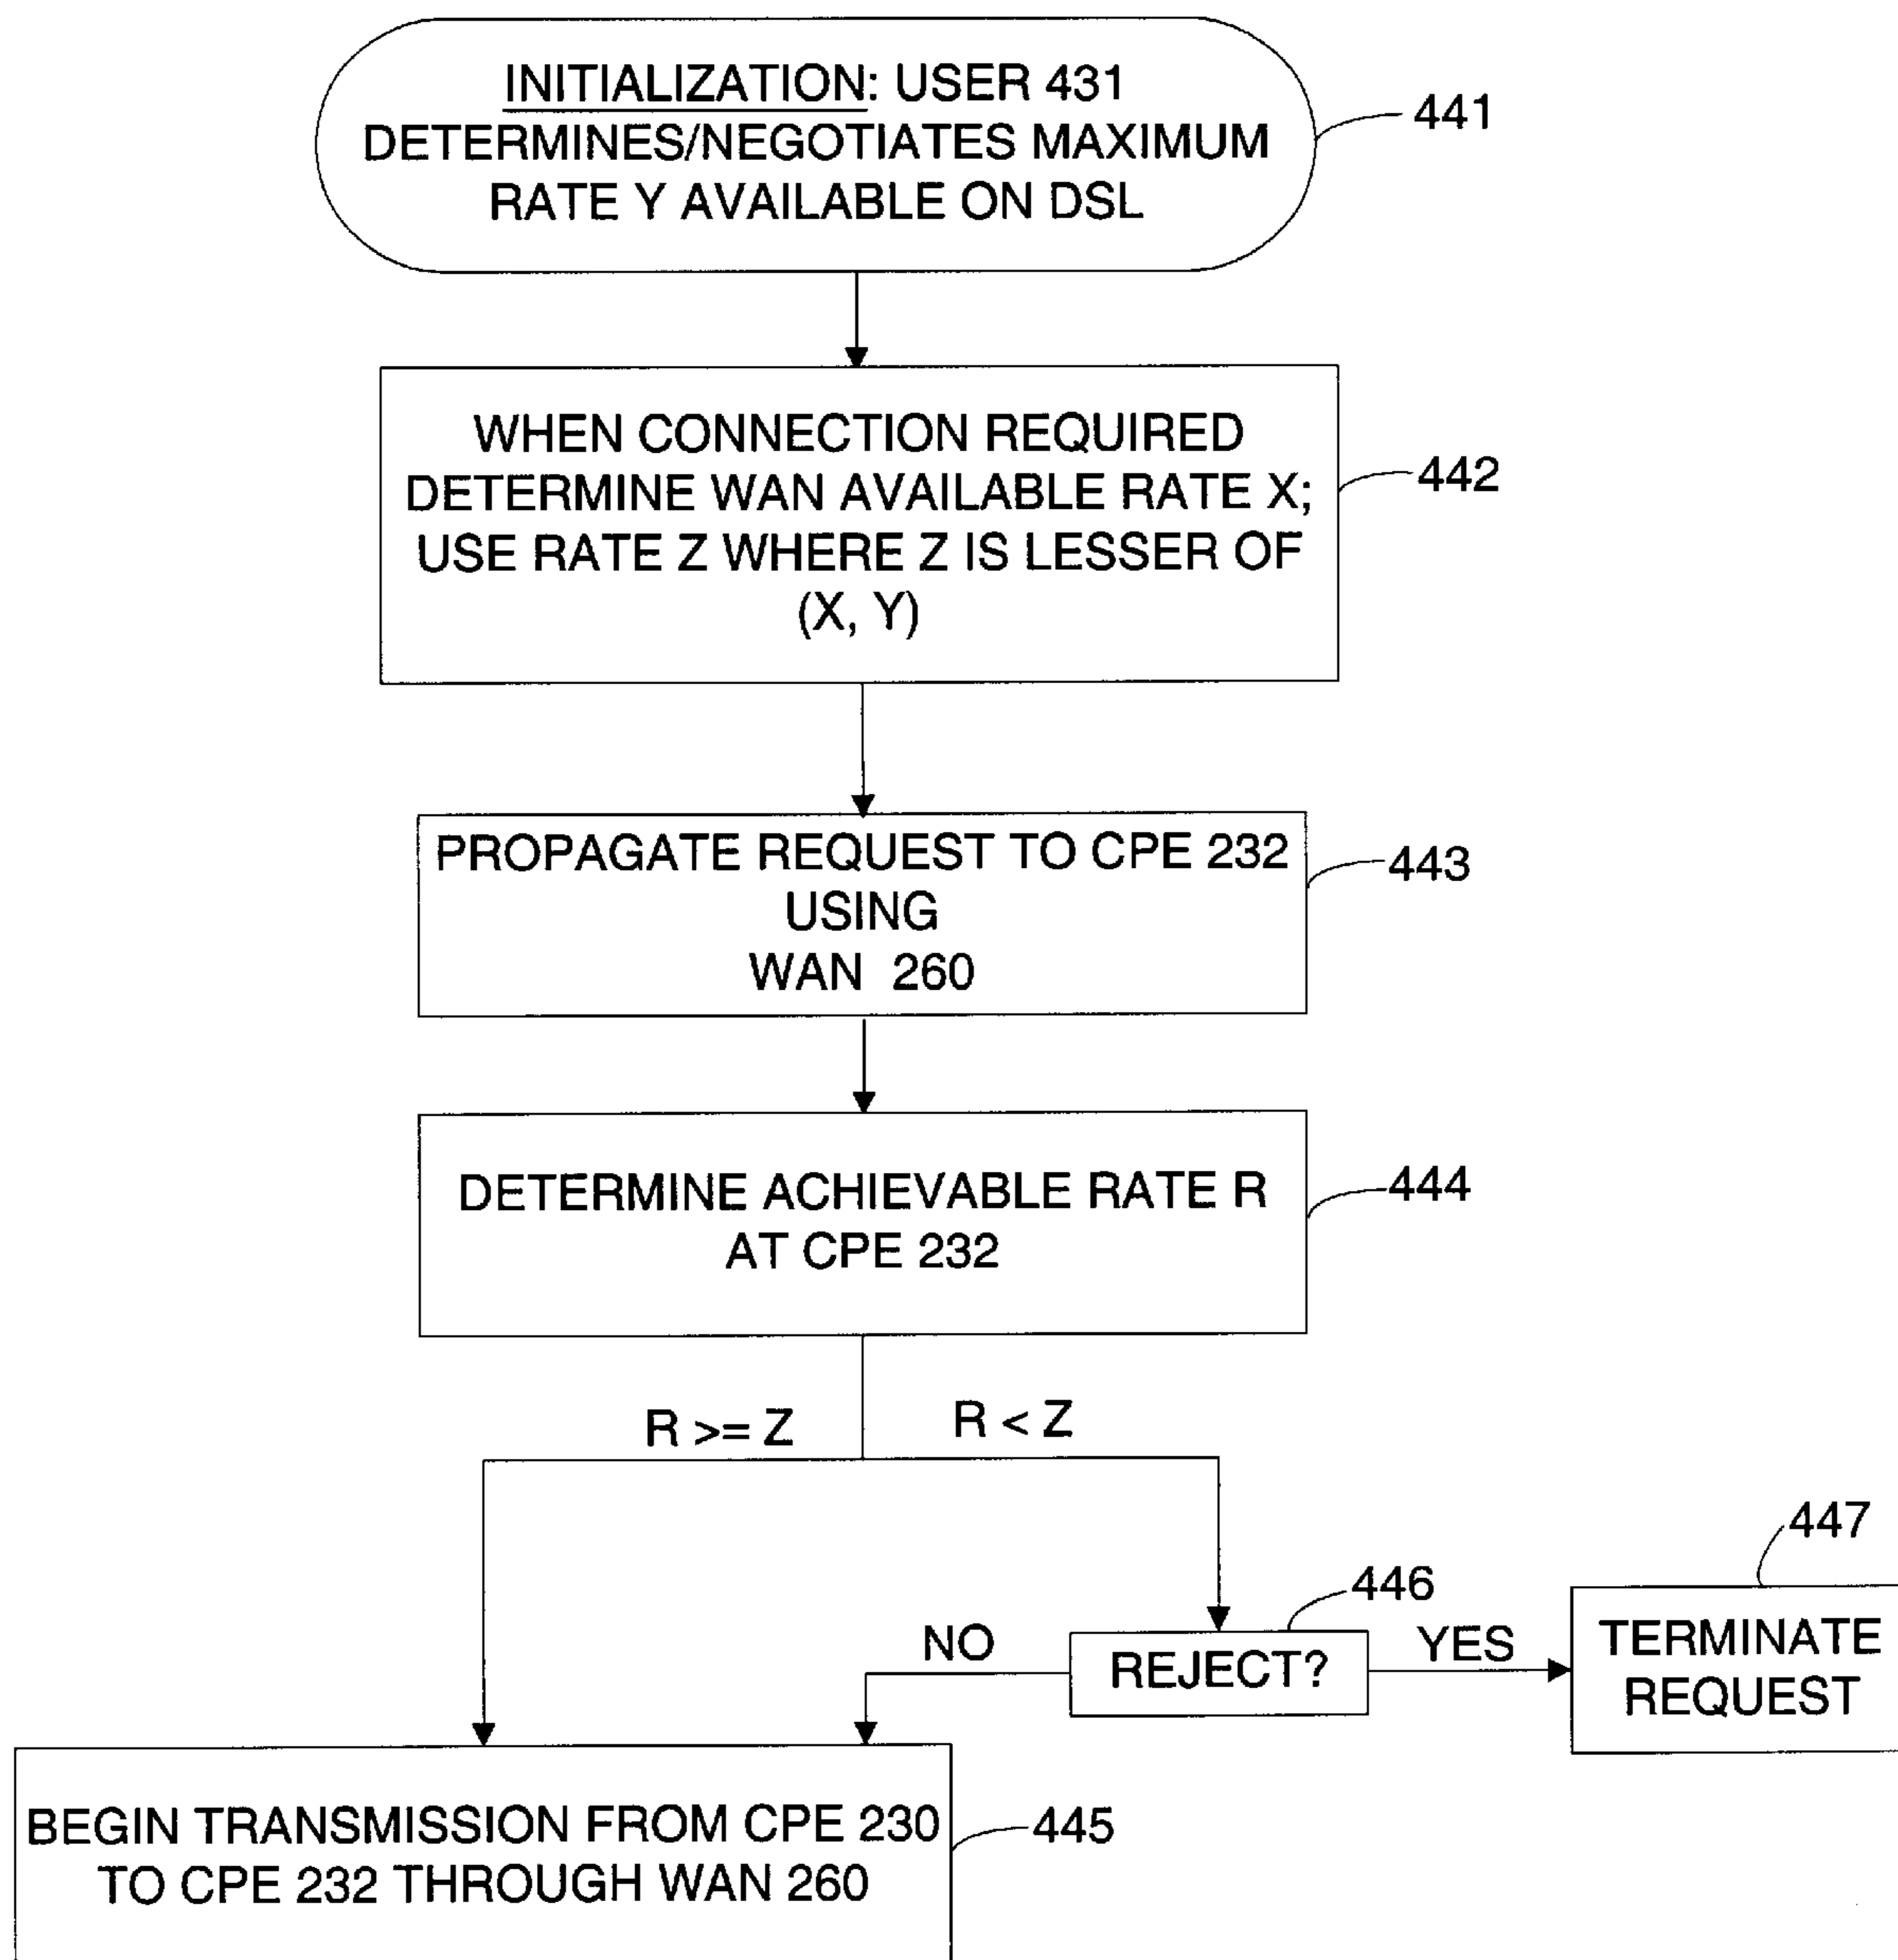 INITIALIZATION: USER 431
DETERMINES/NEGOTIATES MAXIMUM
RATE Y AVAILABLE ON DSL
441
WHEN CONNECTION REQUIRED
DETERMINE WAN AVAILABLE RATE X;
USE RATE Z WHERE Z IS LESSER OF
(X, Y)
442
PROPAGATE REQUEST TO CPE 232
USING
WAN 260
443
DETERMINE ACHIEVABLE RATE R
AT CPE 232
444
R >= Z
R < Z
447
446
NO
REJECT?
YES
TERMINATE
REQUEST
BEGIN TRANSMISSION FROM CPE 230
TO CPE 232 THROUGH WAN 260
445